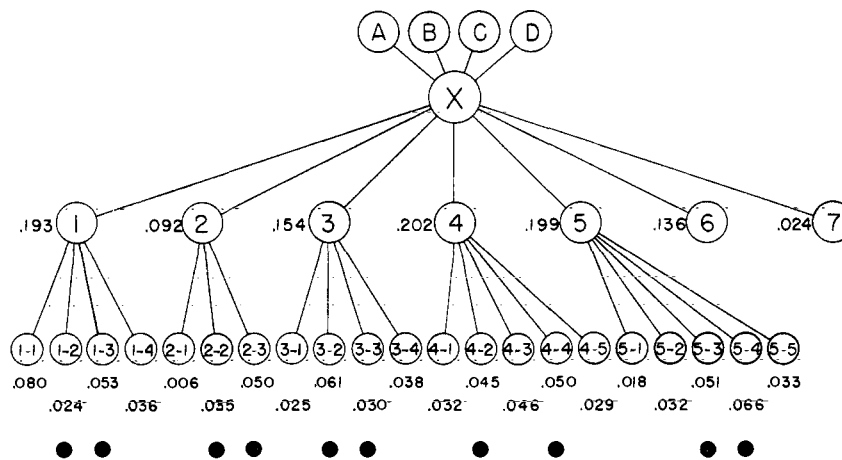 A B C D
X
.193 1 .092 2 .154 3 .202 4 .199 5 .136 6 .024 7
1-1 1-2 1-3 1-4 2-1 2-2 2-3 3-1 3-2 3-3 3-4 4-1 4-2 4-3 4-4 4-5 5-1 5-2 5-3 5-4 5-5
.080 .053 .006 .050 .061 .038 .045 .050 .018 .051 .033
.024 .036 .035 .025 .030 .032 .046 .029 .032 .066